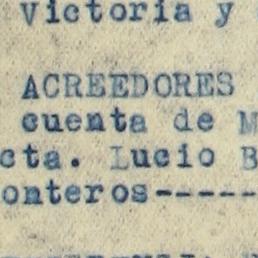 Victoria y
ACREEDORES
cuenta de M
cta. Lucio B
onteros-----